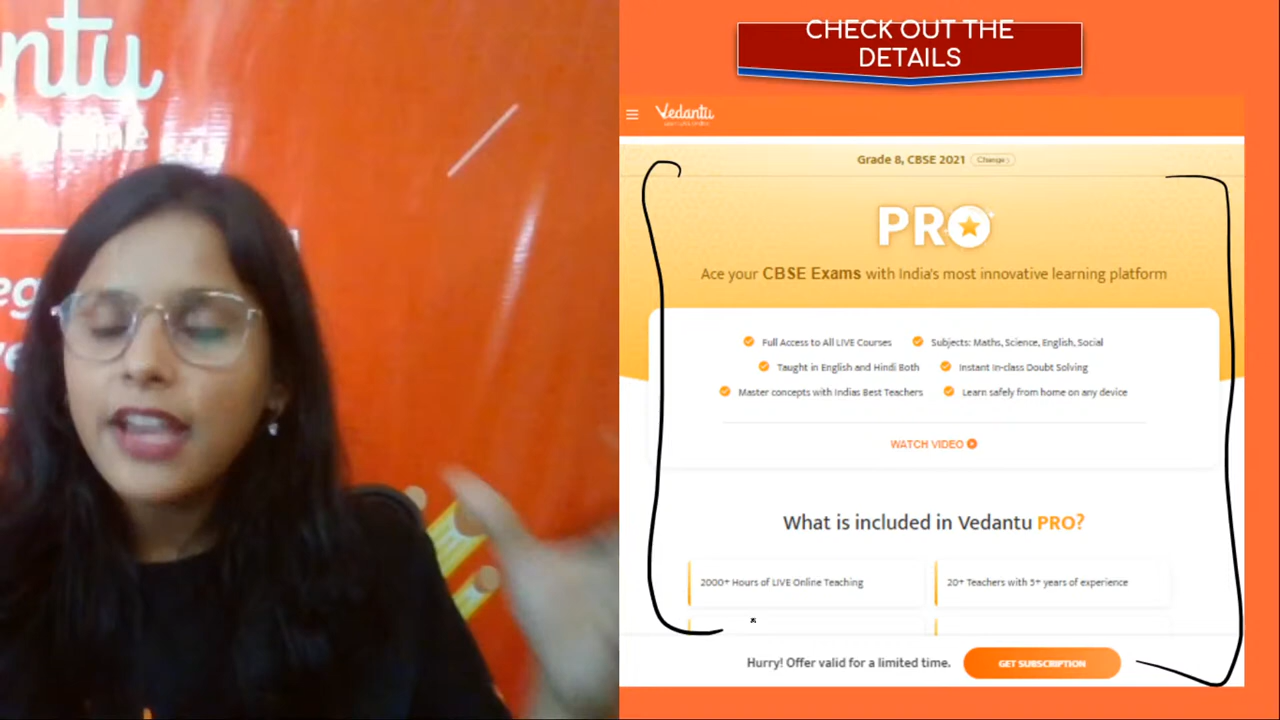 ntu
CHECK OUT THE
DETAILS
Vedantu
Grade 8, CBSE 2021 Change
PRO
Ace your CBSE Exams with India's most innovative learning platform
Full Access to All LIVE Courses Subjects: Maths, Science, English, Social
Taught in English and Hindi Both Instant In-class Doubt Solving
Master concepts with Indias Best Teachers Learn safely from home on any device
WATCH VIDEO
What is included in Vedantu PRO?
2000+ Hours of LIVE Online Teaching 20+ Teachers with 5+ years of experience
Hurry! Offer valid for a limited time. GET SUBSCRIPTION